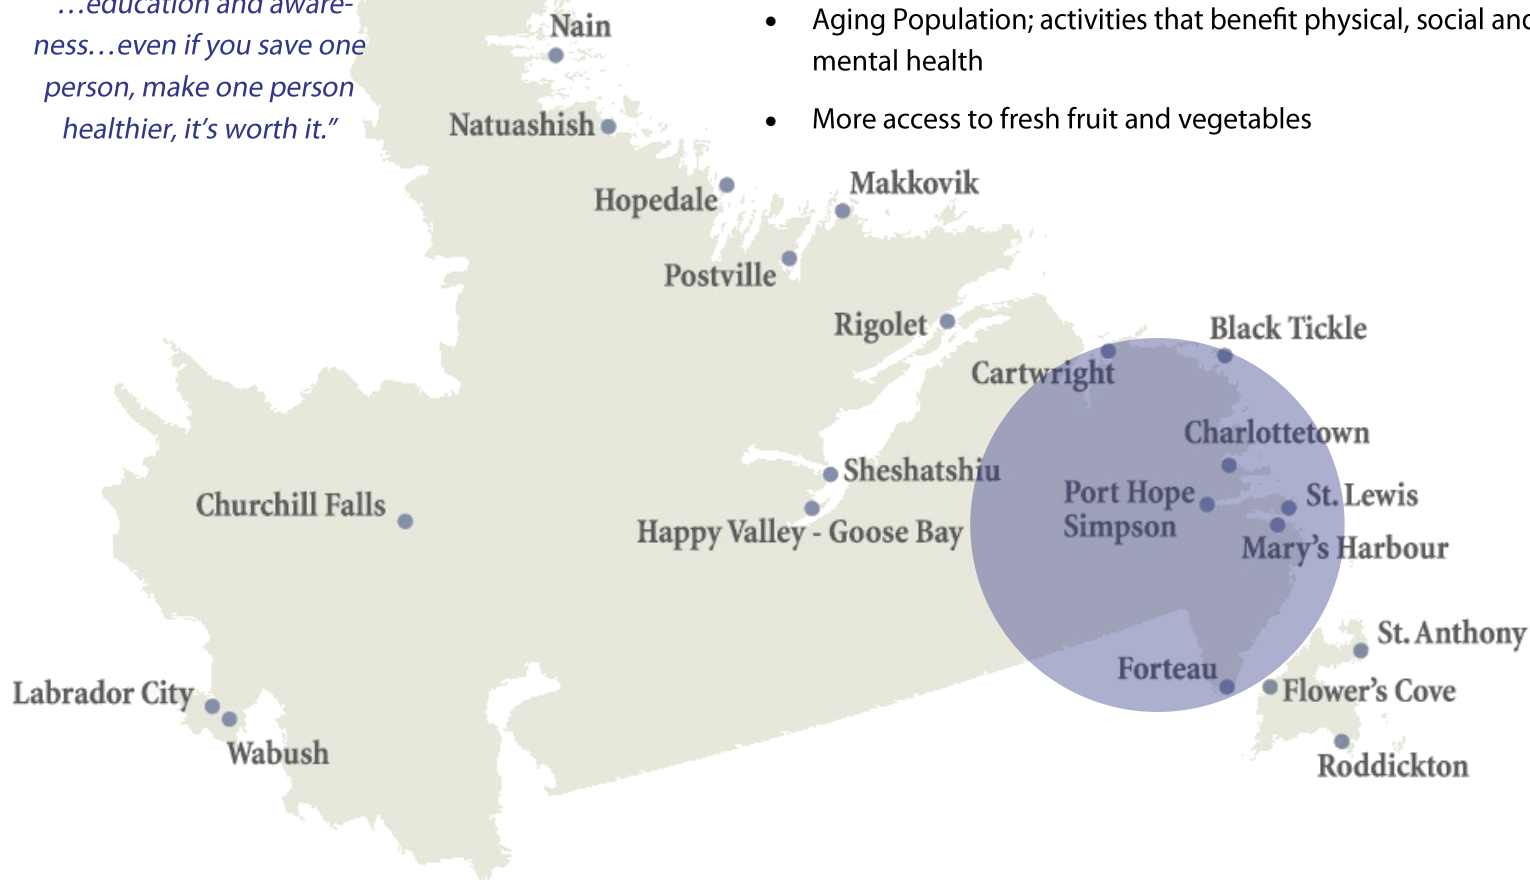 …education and aware-
ness…even if you save one
person, make one person
healthier, it’s worth it.”
• Aging Population; activities that benefit physical, social and
mental health
• More access to fresh fruit and vegetables
Nain
Natuashish
Hopedale
Makkovik
Postville
Rigolet
Black Tickle
Cartwright
Charlottetown
Sheshatshiu
Port Hope
Simpson
St. Lewis
Churchill Falls
Happy Valley - Goose Bay
Mary’s Harbour
St. Anthony
Forteau
Flower’s Cove
Labrador City
Wabush
Roddickton